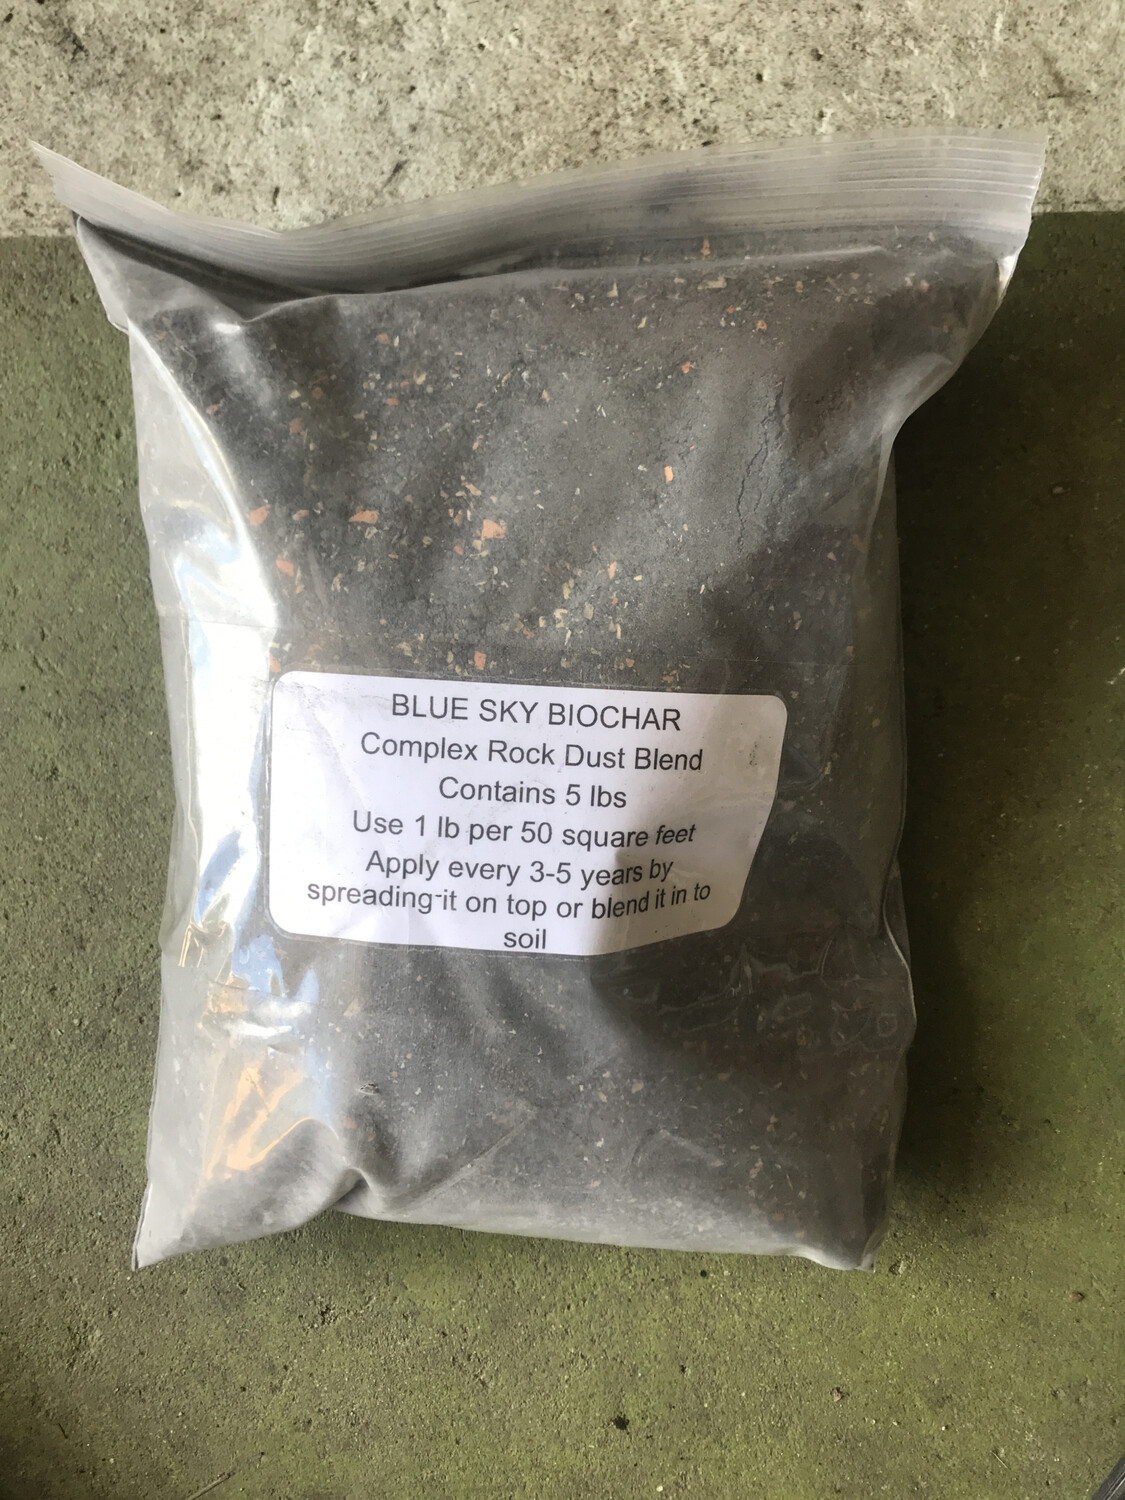 BLUE SKY BIOCHAR
Complex Rock Dust Blend
Contains 5 lbs
Use 1 lb per 50 square feet
Apply every 3-5 years by
spreading-it on top or blend it in to
soil